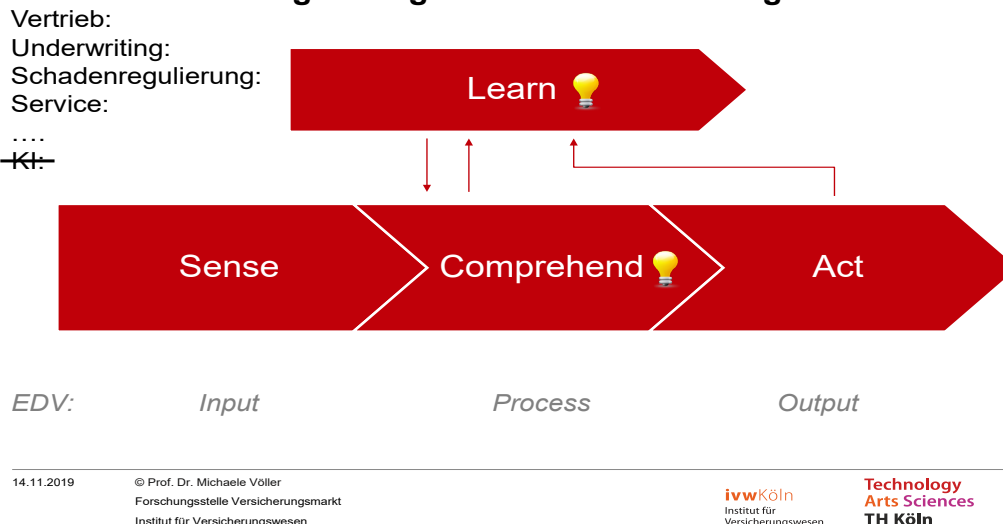 Vertrieb:
Underwriting:
Schadenregulierung:
Service:
....
KI:
Learn
Sense
Comprehend
Act
EDV: Input Process Output
14.11.2019
© Prof. Dr. Michaele Völler
Forschungsstelle Versicherungsmarkt
Institut für Versicherungswesen
ivwKöln
Institut für
Versicherungswesen
Technology
Arts Sciences
TH Köln